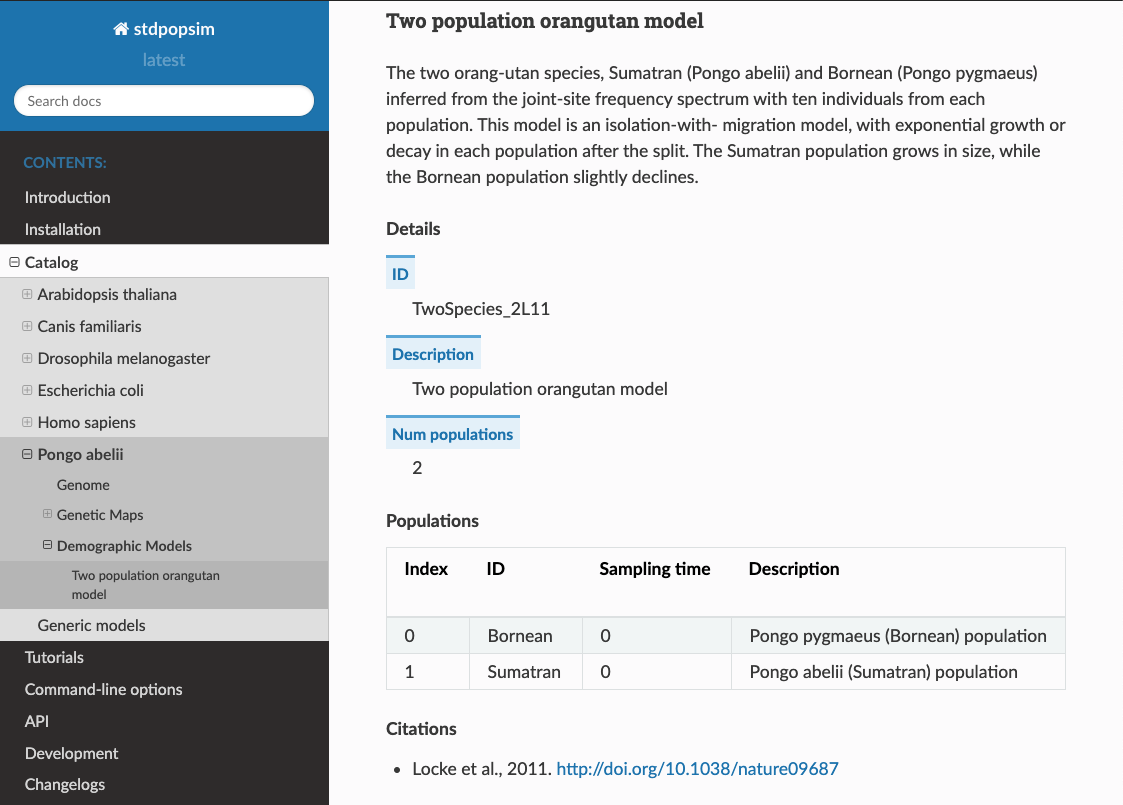 stdpopsim
latest
Search docs
CONTENTS:
Introduction
Installation
Catalog
Arabidopsis thaliana
Canis familiaris
Drosophila melanogaster
Escherichia coli
Homo sapiens
Pongo abelii
Genome
Genetic Maps
Demographic Models
Two population orangutan
model
Generic models
Tutorials
Command-line options
API
Development
Changelogs
Two population orangutan model
The two orang-utan species, Sumatran (Pongo abelii) and Bornean (Pongo pygmaeus)
inferred from the joint-site frequency spectrum with ten individuals from each
population. This model is an isolation-with- migration model, with exponential growth or
decay in each population after the split. The Sumatran population grows in size, while
the Bornean population slightly declines.
Details
ID
TwoSpecies_2L11
Description
Two population orangutan model
Num populations
2
Populations
Index ID Sampling time Description
0 Bornean 0 Pongo pygmaeus (Bornean) population
1 Sumatran 0 Pongo abelii (Sumatran) population
Citations
• Locke et al., 2011. http://doi.org/10.1038/nature09687